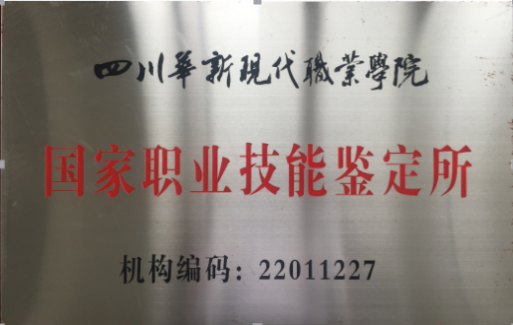 四川華新現代職業學院
国家职业技能鉴定所
机构编码：22011227